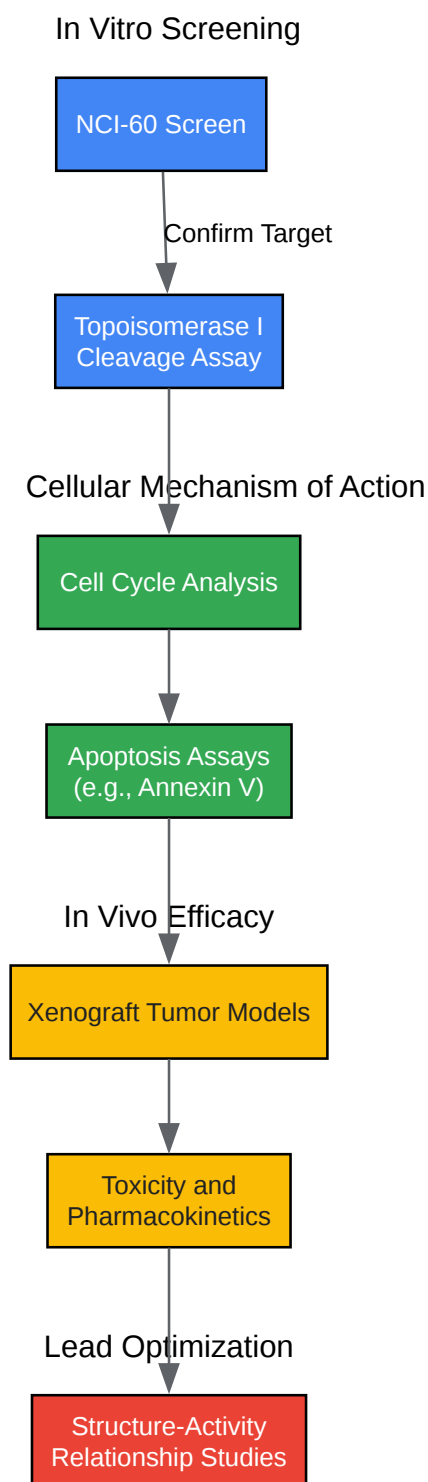 In Vitro Screening
NCI-60 Screen
Confirm Target
Topoisomerase I
Cleavage Assay
Cellular Mechanism of Action
Cell Cycle Analysis
Apoptosis Assays
(e.g., Annexin V)
In Vivo Efficacy
Xenograft Tumor Models
Toxicity and
Pharmacokinetics
Lead Optimization
Structure-Activity
Relationship Studies